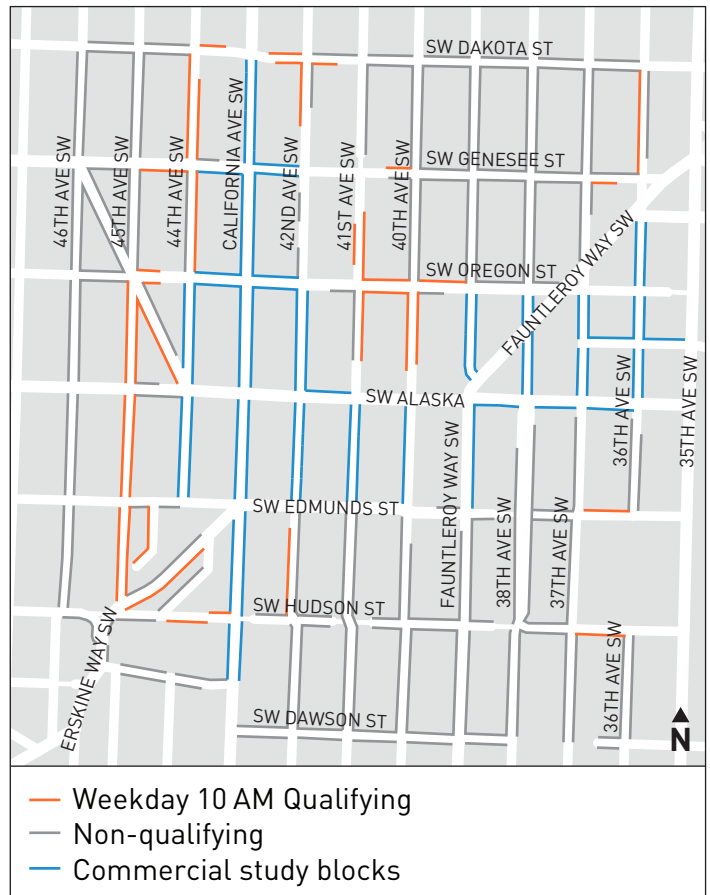 SW DAKOTA ST
CALIFORNIA AVE SW
46TH AVE SW
45TH AVE SW
44TH AVE SW
42ND AVE SW
41ST AVE SW
40TH AVE SW
SW GENESEE ST
FAUNTLEROY WAY SW
SW OREGON ST
SW ALASKA
36TH AVE SW
35TH AVE SW
SW EDMUNDS ST
FAUNTLEROY WAY SW
38TH AVE SW
37TH AVE SW
SW HUDSON ST
ERSKINE WAY SW
36TH AVE SW
SW DAWSON ST
N
Weekday 10 AM Qualifying
Non-qualifying
Commercial study blocks